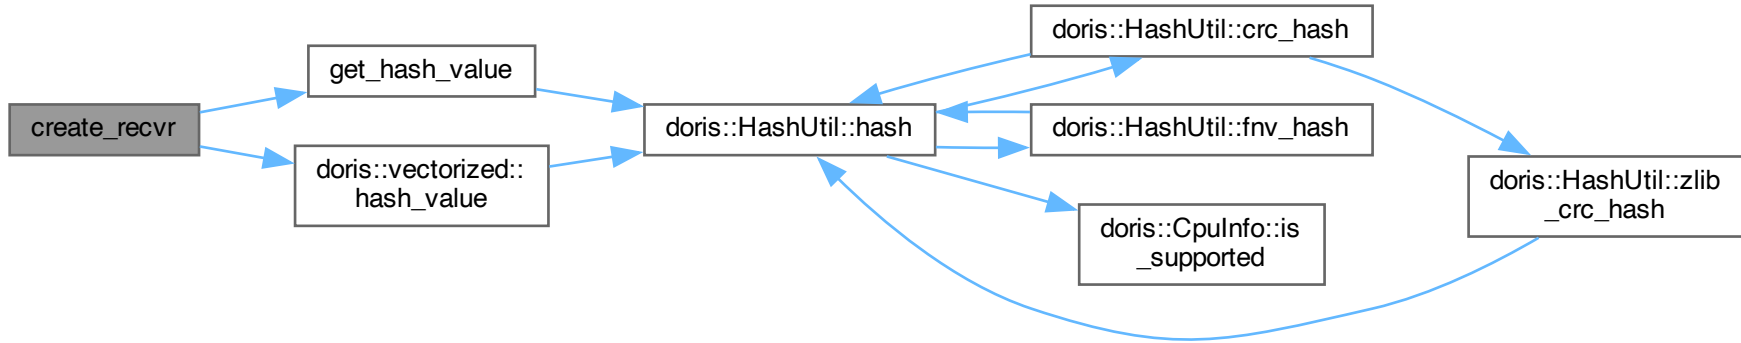 create_recvr
get_hash_value
doris::vectorized::
hash_value
doris::HashUtil::hash
doris::HashUtil::crc_hash
doris::HashUtil::fnv_hash
doris::CpuInfo::is
_supported
doris::HashUtil::zlib
_crc_hash